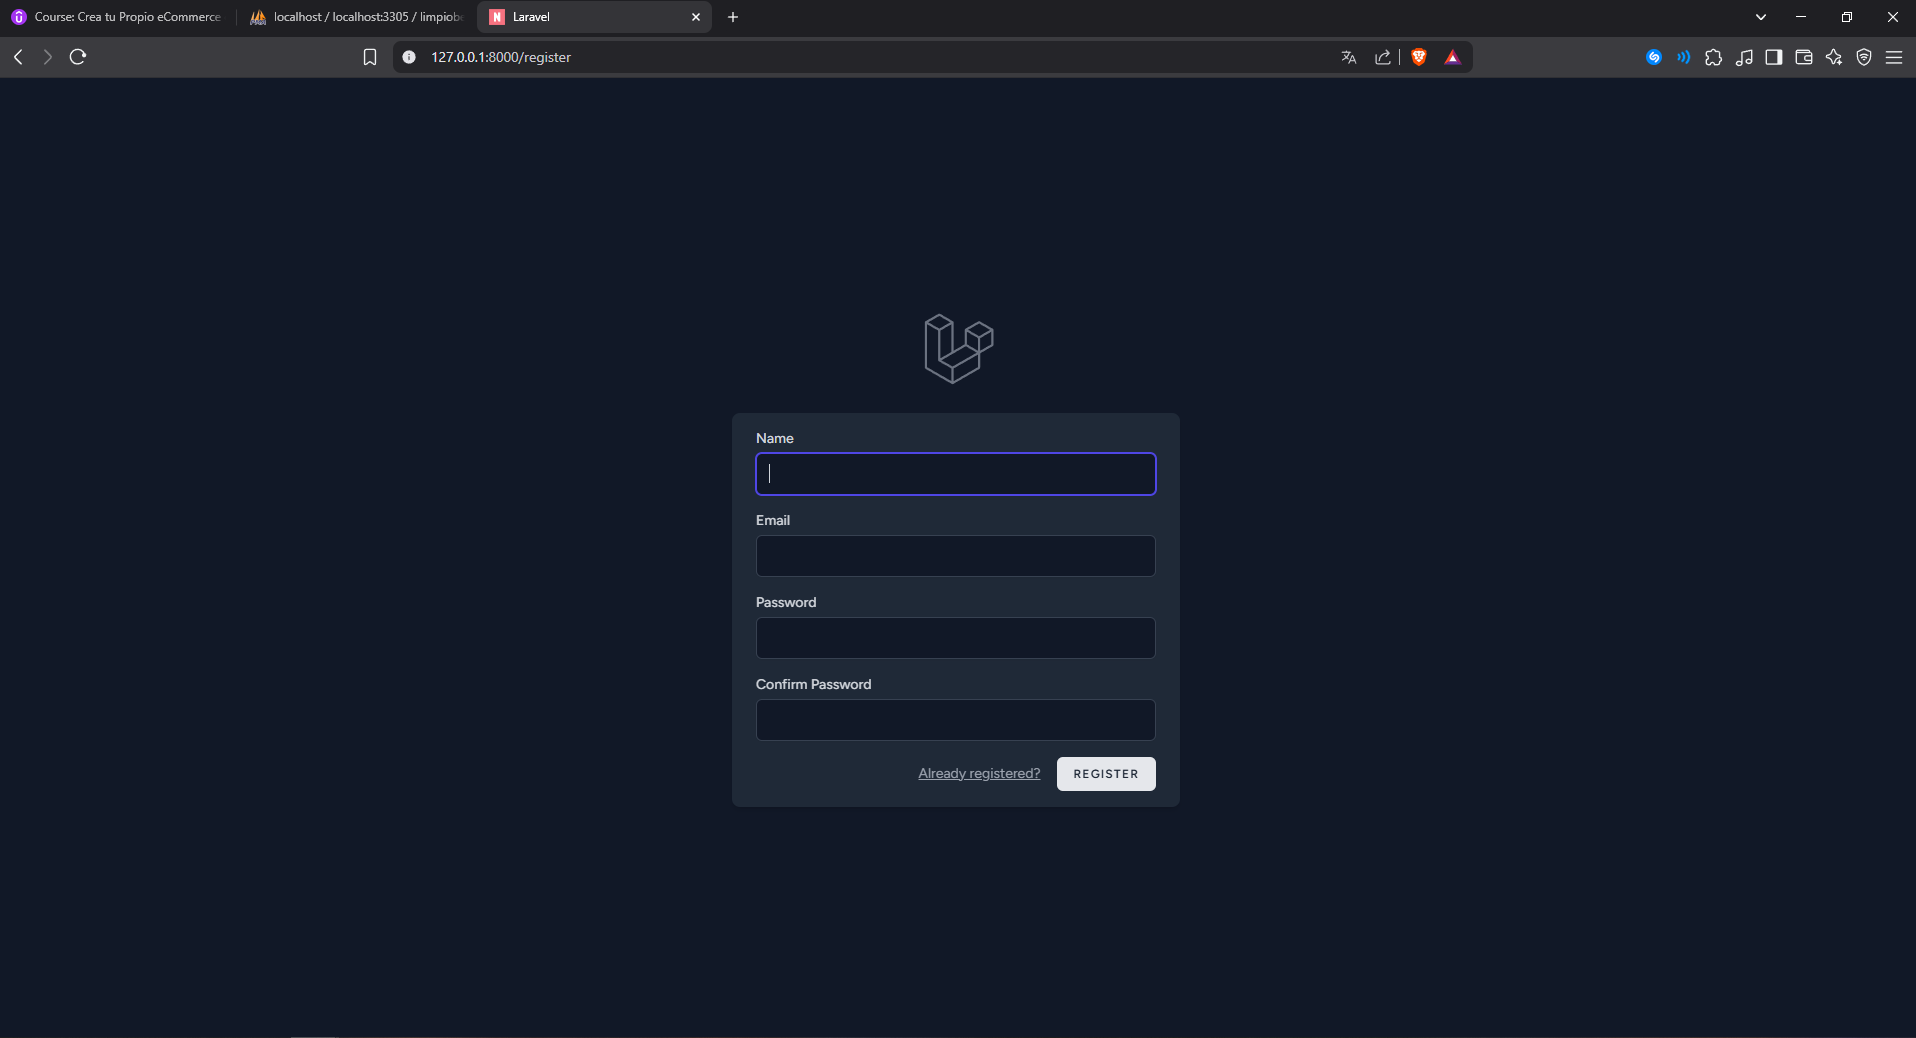 Course: Crea tu Propio eCommerce
localhost / localhost:3305 / limpiobe
N Laravel
127.0.0.1:8000/register
Name
Email
Password
Confirm Password
Already registered? REGISTER